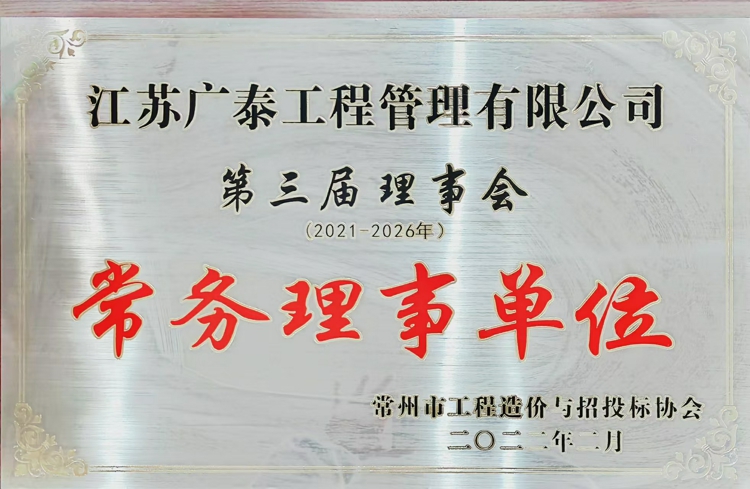 江苏广泰工程管理有限公司
第三届理事会
(2021-2026年)
常务理事单位
常州市工程造价与招投标协会
二〇二二年二月